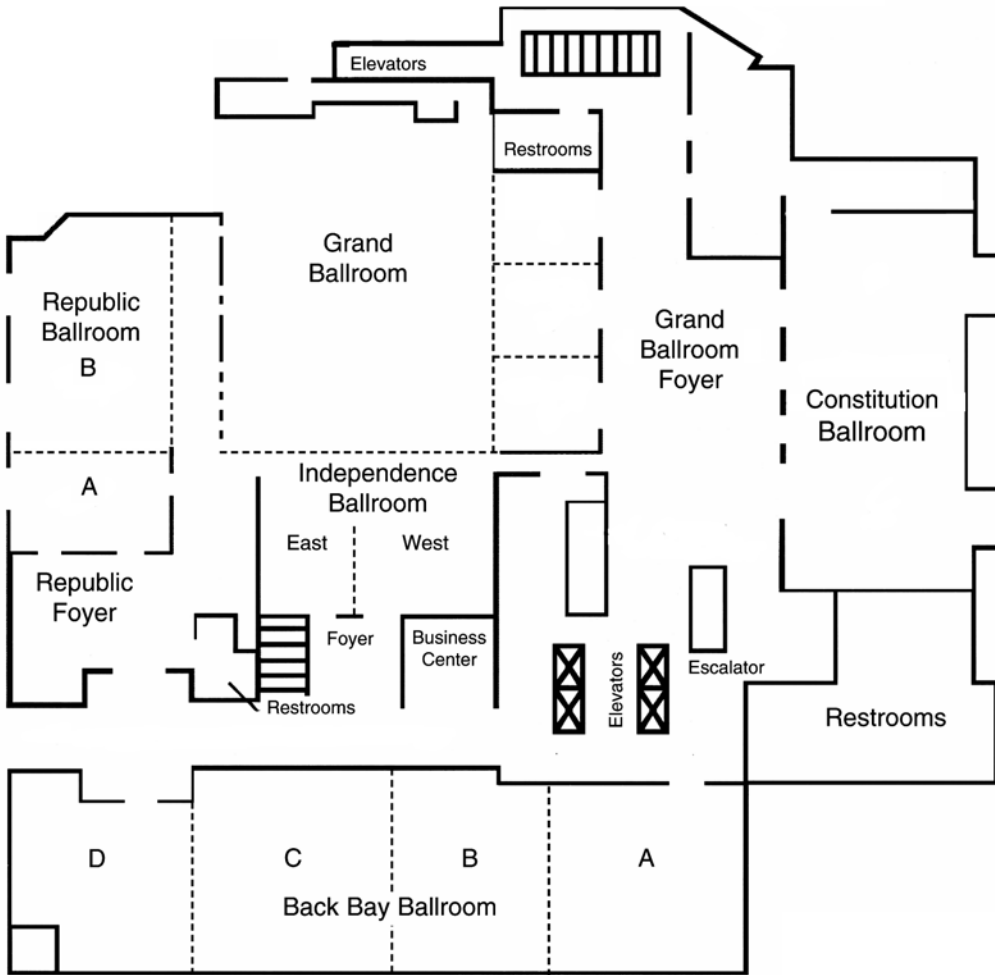 Elevators
Restrooms
Grand
Ballroom
Republic
Ballroom
B
Grand
Ballroom
Foyer
Constitution
Ballroom
A
Independence
Ballroom
East
West
Republic
Foyer
Foyer
Business
Center
Escalator
Elevators
Restrooms
Restrooms
D
C
B
A
Back Bay Ballroom